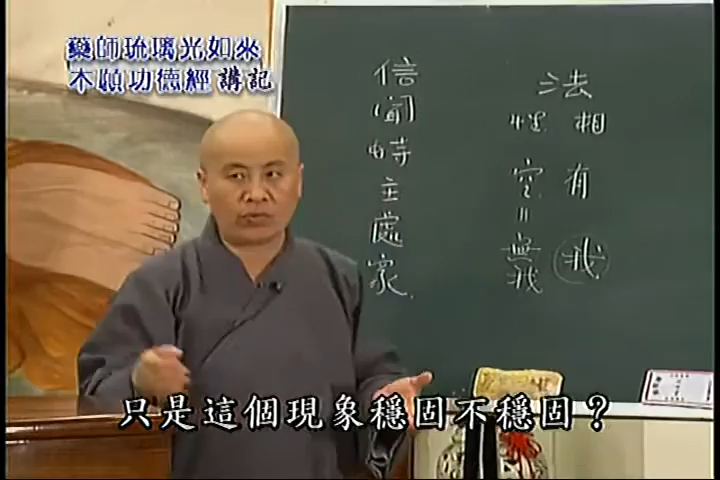 藥師琉璃光如來
本願功德經 講記
信聞時主處衆
法
性 相
空 有
=
無我 我
只是這個現象穩固不穩固？